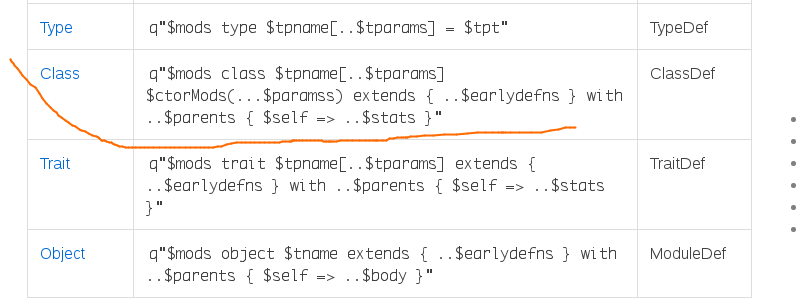 Type q"$mods type $tpname[..$tparams] = $tpt" TypeDef
Class q"$mods class $tpname[..$tparams] ClassDef
$ctorMods(...$paramss) extends { ..$earlydefns } with
..$parents { $self => ..$stats }"
Trait q"$mods trait $tpname[..$tparams] extends { TraitDef
..$earlydefns } with ..$parents { $self => ..$stats
}"
Object q"$mods object $tname extends { ..$earlydefns } with ModuleDef
..$parents { $self => ..$body }"